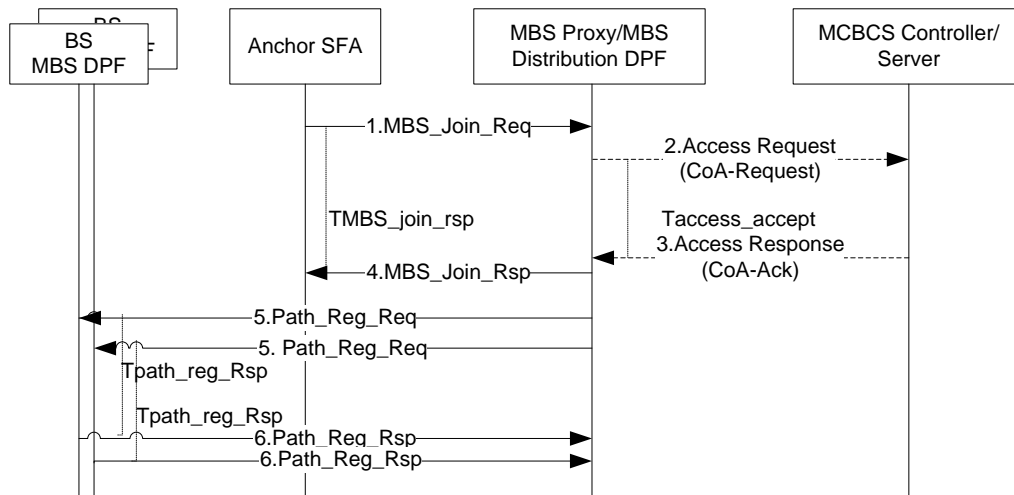 BS
F
BS
MBS DPF
Anchor SFA
MBS Proxy/MBS
Distribution DPF
MCBCS Controller/
Server
1.MBS_Join_Req
2.Access Request
(CoA-Request)
TMBS_join_rsp
Taccess_accept
3.Access Response
(CoA-Ack)
4.MBS_Join_Rsp
5.Path_Reg_Req
5. Path_Reg_Req
Tpath_reg_Rsp
Tpath_reg_Rsp
6.Path_Reg_Rsp
6.Path_Reg_Rsp